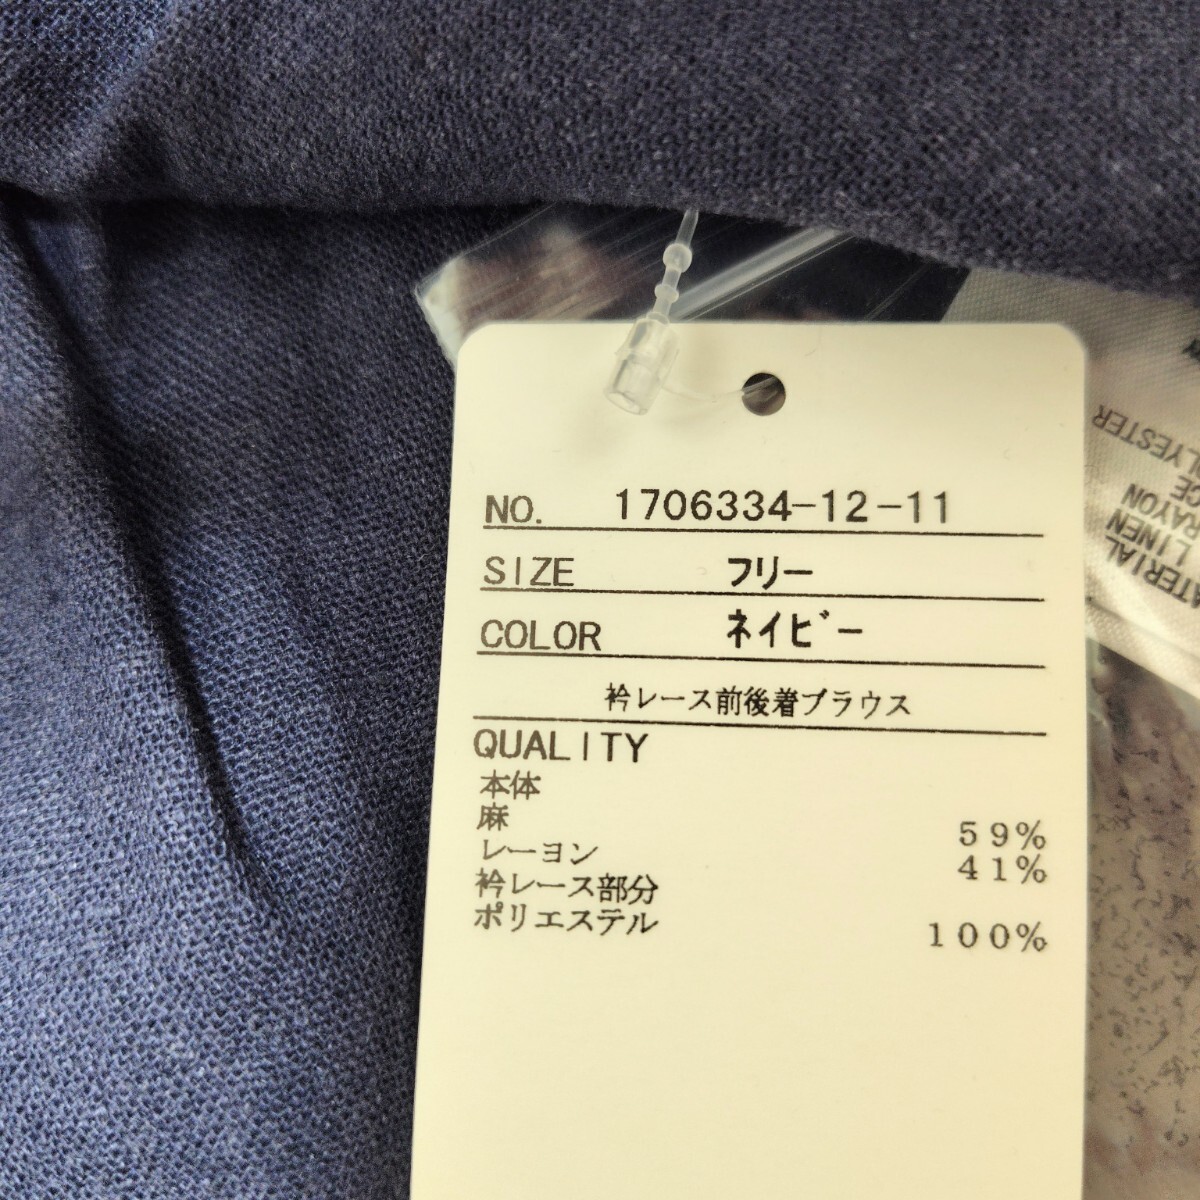 NO. 1706334-12-11
SIZE フリー
COLOR ネイビー
衿レース前後着ブラウス
QUALITY
本体
麻 59%
レーヨン 41%
衿レース部分
ポリエステル 100%
LINEN
RAYON